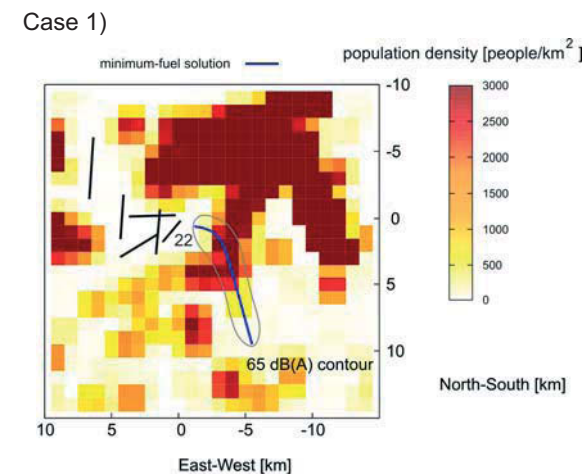 Case 1)
population density [people/km²]
minimum-fuel solution
-10
3000
2500
-5
2000
0
1500
22
1000
5
500
0
10
65 dB(A) contour
North-South [km]
10 5 0 -5 -10
East-West [km]